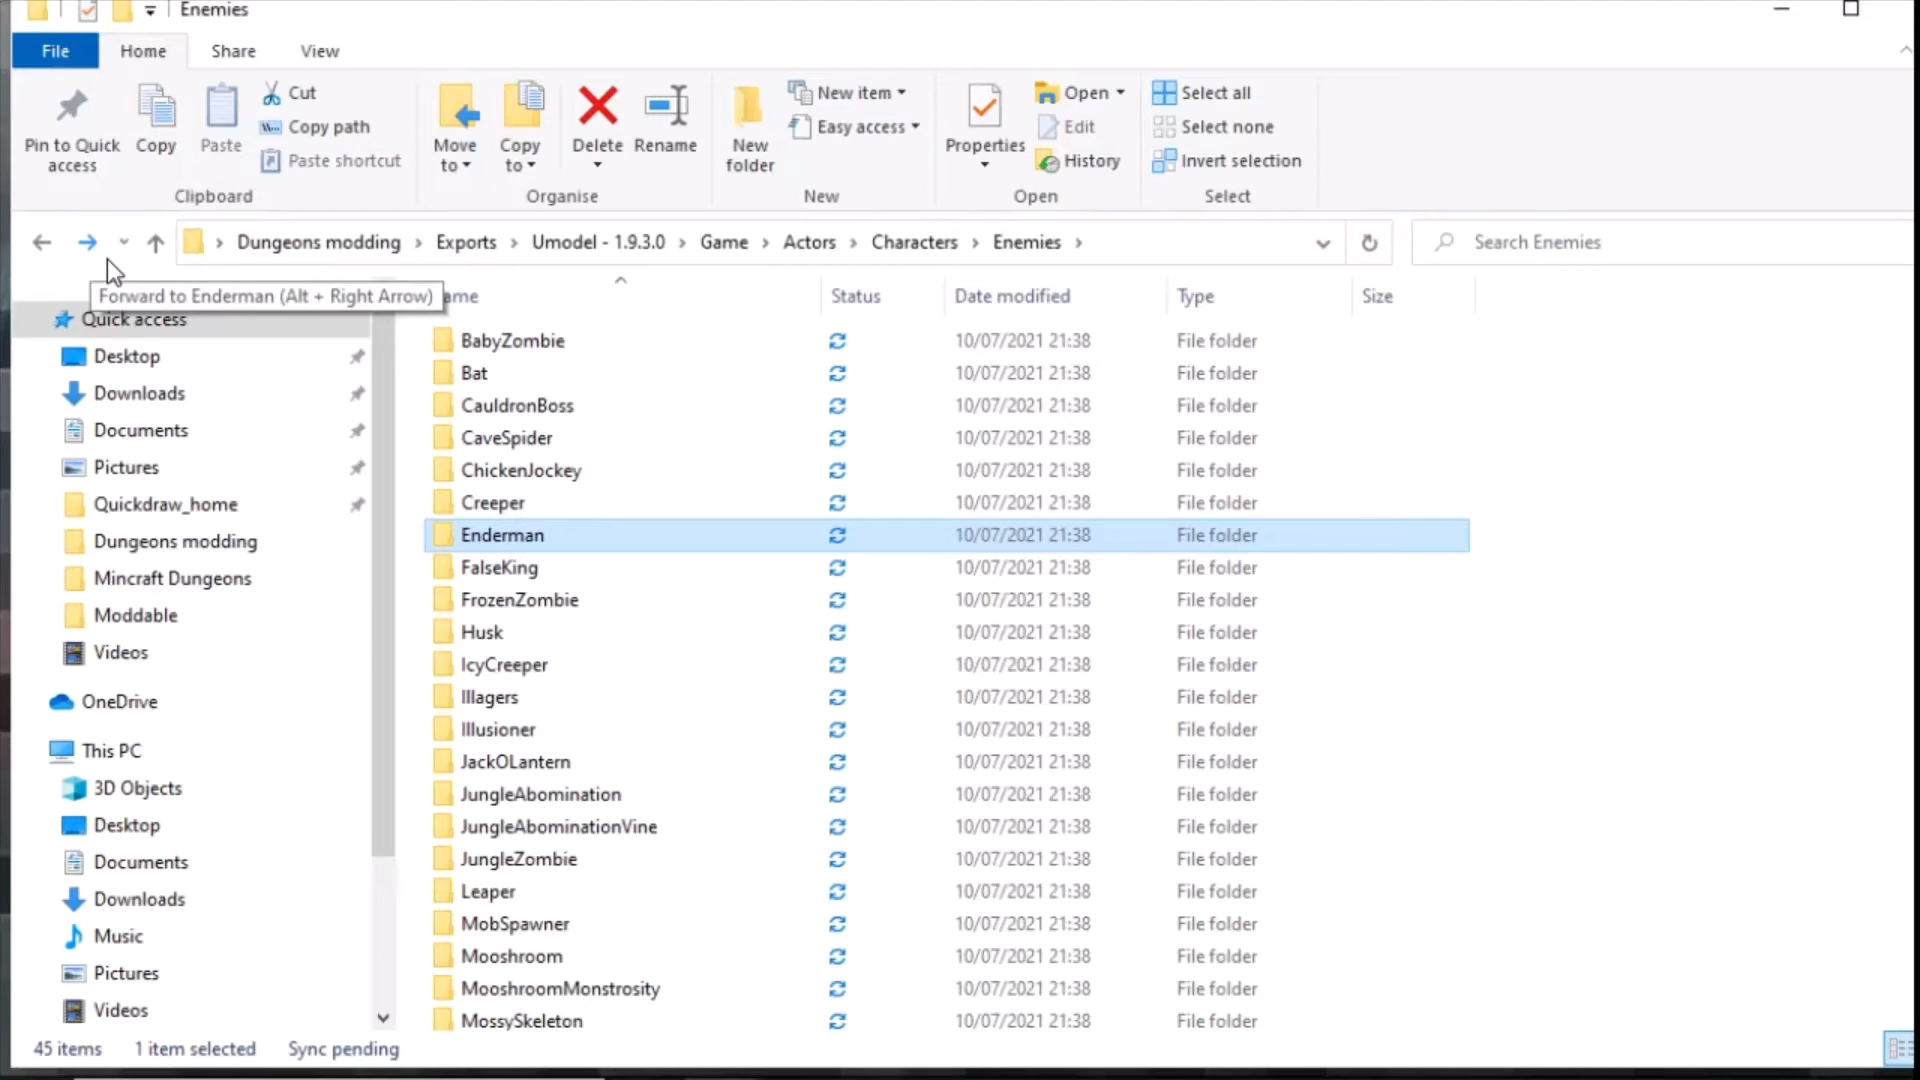 Enemies
File Home Share View
Pin to Quick access
Copy
Paste
Cut
Copy path
Paste shortcut
Clipboard
Move to
Copy to
Delete
Rename
Organise
New folder
New item
Easy access
New
Properties
Open
Edit
History
Open
Select all
Select none
Invert selection
Select
Dungeons modding › Exports › Umodel - 1.9.3.0 › Game › Actors › Characters › Enemies ›
Search Enemies
Forward to Enderman (Alt + Right Arrow)
ame Status Date modified Type Size
Quick access
Desktop
Downloads
Documents
Pictures
Quickdraw_home
Dungeons modding
Mincraft Dungeons
Moddable
Videos
OneDrive
This PC
3D Objects
Desktop
Documents
Downloads
Music
Pictures
Videos
BabyZombie 10/07/2021 21:38 File folder
Bat 10/07/2021 21:38 File folder
CauldronBoss 10/07/2021 21:38 File folder
CaveSpider 10/07/2021 21:38 File folder
ChickenJockey 10/07/2021 21:38 File folder
Creeper 10/07/2021 21:38 File folder
Enderman 10/07/2021 21:38 File folder
FalseKing 10/07/2021 21:38 File folder
FrozenZombie 10/07/2021 21:38 File folder
Husk 10/07/2021 21:38 File folder
IcyCreeper 10/07/2021 21:38 File folder
Illagers 10/07/2021 21:38 File folder
Illusioner 10/07/2021 21:38 File folder
JackOLantern 10/07/2021 21:38 File folder
JungleAbomination 10/07/2021 21:38 File folder
JungleAbominationVine 10/07/2021 21:38 File folder
JungleZombie 10/07/2021 21:38 File folder
Leaper 10/07/2021 21:38 File folder
MobSpawner 10/07/2021 21:38 File folder
Mooshroom 10/07/2021 21:38 File folder
MooshroomMonstrosity 10/07/2021 21:38 File folder
MossySkeleton 10/07/2021 21:38 File folder
45 items 1 item selected Sync pending